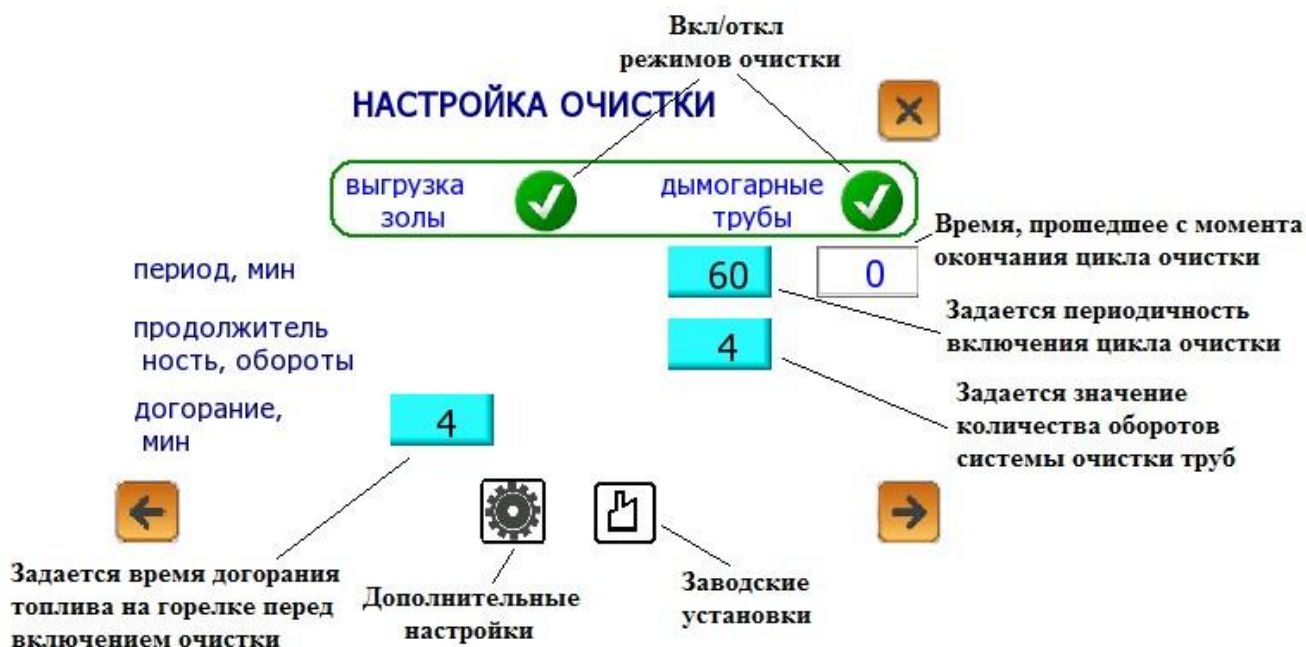 Вкл/откл
режимов очистки
НАСТРОЙКА ОЧИСТКИ
выгрузка
золы
дымогарные
трубы
Время, прошедшее с момента
окончания цикла очистки
период, мин
60
0
Задается периодичность
включения цикла очистки
продолжитель
ность, обороты
4
Задается значение
количества оборотов
системы очистки труб
догорание,
мин
4
Задается время догорания
топлива на горелке перед
включением очистки
Дополнительные
настройки
Заводские
установки